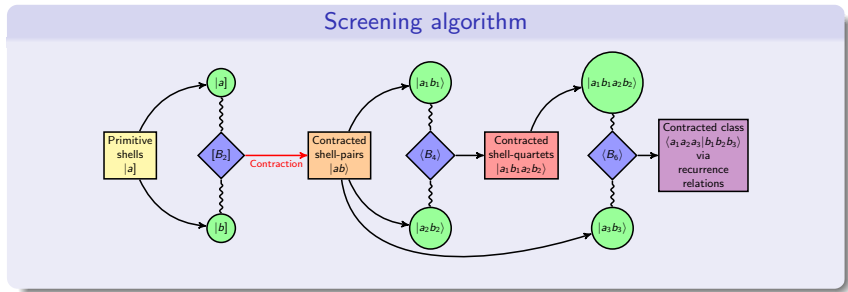 Screening algorithm
|a]
Primitive
shells
|a]
[B₂]
|b]
Contraction
Contracted
shell-pairs
|ab⟩
|a₁b₁⟩
⟨B₄⟩
|a₂b₂⟩
Contracted
shell-quartets
|a₁b₁a₂b₂⟩
|a₁b₁a₂b₂⟩
⟨B₆⟩
|a₃b₃⟩
Contracted class
⟨a₁a₂a₃|b₁b₂b₃⟩
via
recurrence
relations